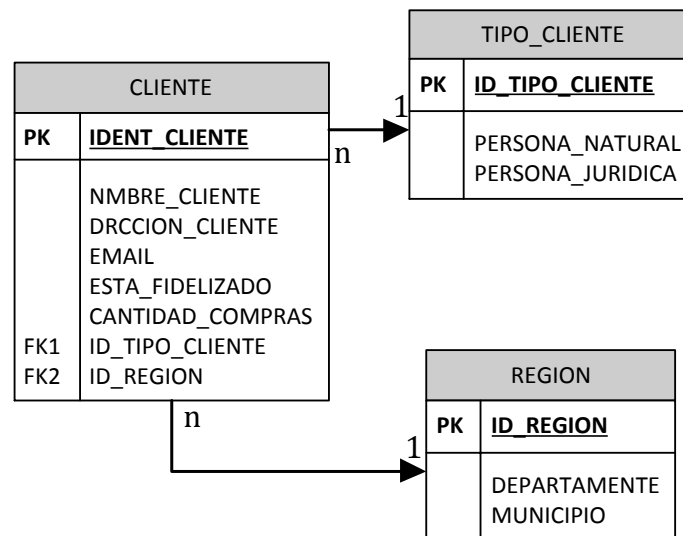 CLIENTE
PK IDENT_CLIENTE
NMBRE_CLIENTE
DRCCION_CLIENTE
EMAIL
ESTA_FIDELIZADO
CANTIDAD_COMPRAS
FK1 ID_TIPO_CLIENTE
FK2 ID_REGION
n
1
TIPO_CLIENTE
PK ID_TIPO_CLIENTE
PERSONA_NATURAL
PERSONA_JURIDICA
n
1
REGION
PK ID_REGION
DEPARTAMENTE
MUNICIPIO